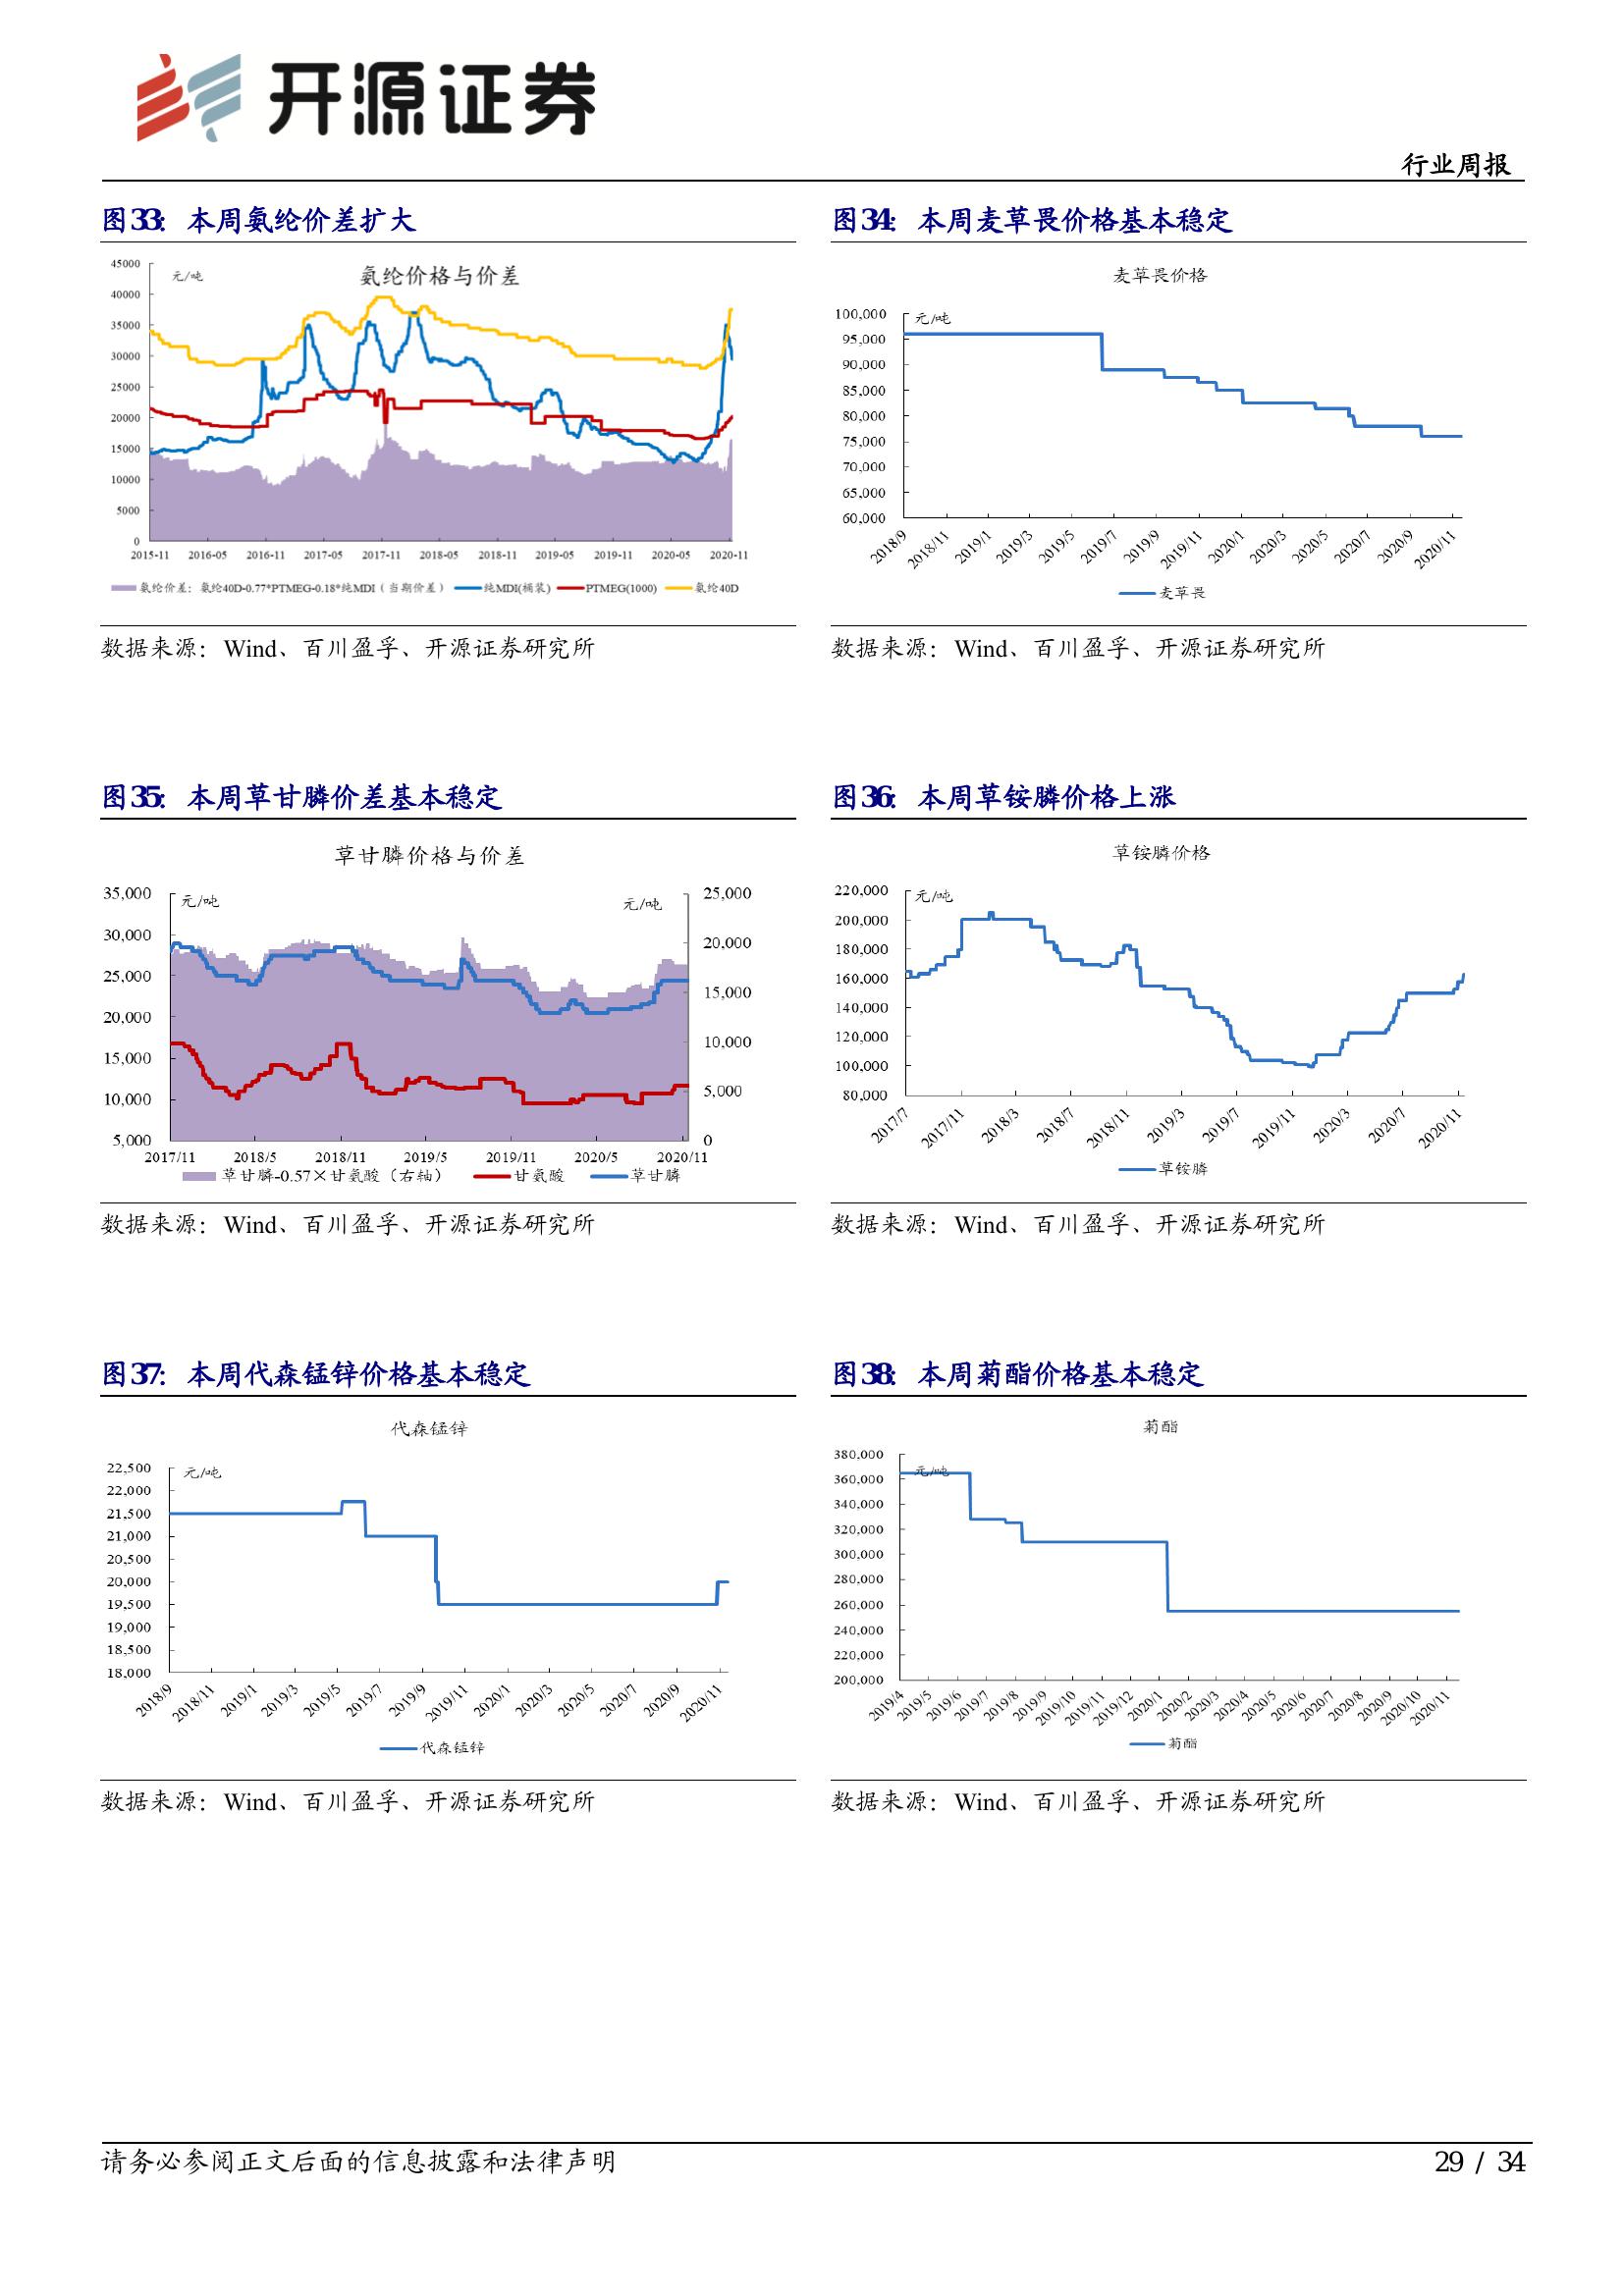 开源证券
行业周报
图33： 本周氨纶价差扩大
氨纶价格与价差
元/吨
45000
40000
35000
30000
25000
20000
15000
10000
5000
0
2015-11 2016-05 2016-11 2017-05 2017-11 2018-05 2018-11 2019-05 2019-11 2020-05 2020-11
氨纶价差：氨纶40D-0.77*PTMEG-0.18*纯MDI（当期价差） 纯MDI(桶装) PTMEG(1000) 氨纶40D
数据来源：Wind、百川盈孚、开源证券研究所
图34： 本周麦草畏价格基本稳定
麦草畏价格
元/吨
100,000
95,000
90,000
85,000
80,000
75,000
70,000
65,000
60,000
2018/9 2018/11 2019/1 2019/3 2019/5 2019/7 2019/9 2019/11 2020/1 2020/3 2020/5 2020/7 2020/9 2020/11
麦草畏
数据来源：Wind、百川盈孚、开源证券研究所
图35： 本周草甘膦价差基本稳定
草甘膦价格与价差
元/吨 元/吨
35,000
30,000
25,000
20,000
15,000
10,000
5,000
25,000
20,000
15,000
10,000
5,000
0
2017/11 2018/5 2018/11 2019/5 2019/11 2020/5 2020/11
草甘膦-0.57×甘氨酸（右轴） 甘氨酸 草甘膦
数据来源：Wind、百川盈孚、开源证券研究所
图36： 本周草铵膦价格上涨
草铵膦价格
元/吨
220,000
200,000
180,000
160,000
140,000
120,000
100,000
80,000
2017/7 2017/11 2018/3 2018/7 2018/11 2019/3 2019/7 2019/11 2020/3 2020/7 2020/11
草铵膦
数据来源：Wind、百川盈孚、开源证券研究所
图37： 本周代森锰锌价格基本稳定
代森锰锌
元/吨
22,500
22,000
21,500
21,000
20,500
20,000
19,500
19,000
18,500
18,000
2018/9 2018/11 2019/1 2019/3 2019/5 2019/7 2019/9 2019/11 2020/1 2020/3 2020/5 2020/7 2020/9 2020/11
代森锰锌
数据来源：Wind、百川盈孚、开源证券研究所
图38： 本周菊酯价格基本稳定
菊酯
元/吨
380,000
360,000
340,000
320,000
300,000
280,000
260,000
240,000
220,000
200,000
2019/4 2019/5 2019/6 2019/7 2019/8 2019/9 2019/10 2019/11 2019/12 2020/1 2020/2 2020/3 2020/4 2020/5 2020/6 2020/7 2020/8 2020/9 2020/10 2020/11
菊酯
数据来源：Wind、百川盈孚、开源证券研究所
请务必参阅正文后面的信息披露和法律声明
29 / 34